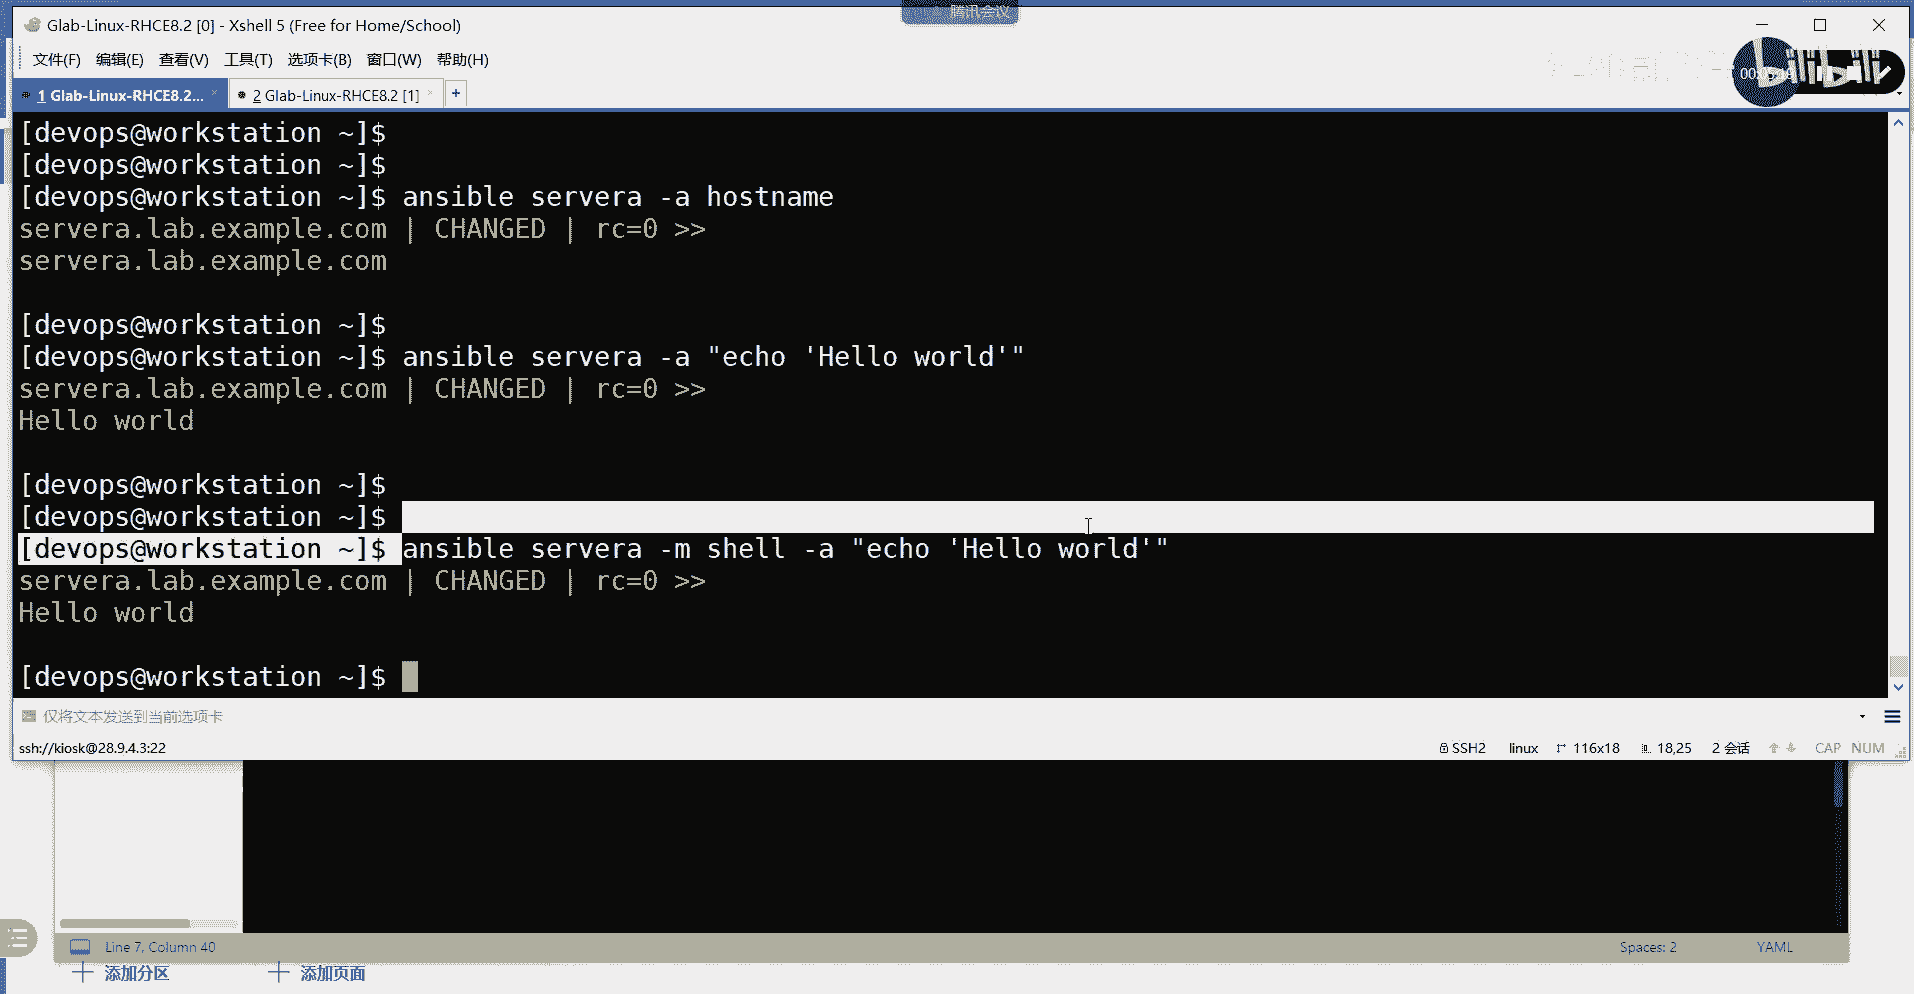 腾讯会议
Glab-Linux-RHCE8.2 [0] - Xshell 5 (Free for Home/School)
文件(F) 编辑(E) 查看(V) 工具(T) 选项卡(B) 窗口(W) 帮助(H)
bilibili
1 Glab-Linux-RHCE8.2... × 2 Glab-Linux-RHCE8.2 [1] × +
[devops@workstation ~]$
[devops@workstation ~]$
[devops@workstation ~]$ ansible servera -a hostname
servera.lab.example.com | CHANGED | rc=0 >>
servera.lab.example.com
[devops@workstation ~]$
[devops@workstation ~]$ ansible servera -a "echo 'Hello world'"
servera.lab.example.com | CHANGED | rc=0 >>
Hello world
[devops@workstation ~]$
[devops@workstation ~]$
[devops@workstation ~]$ ansible servera -m shell -a "echo 'Hello world'"
servera.lab.example.com | CHANGED | rc=0 >>
Hello world
[devops@workstation ~]$
仅将文本发送到当前选项卡
ssh://kiosk@28.9.4.3:22 SSH2 linux 116x18 18,25 2 会话 CAP NUM
Line 7, Column 40 Spaces: 2 YAML
添加分区 添加页面